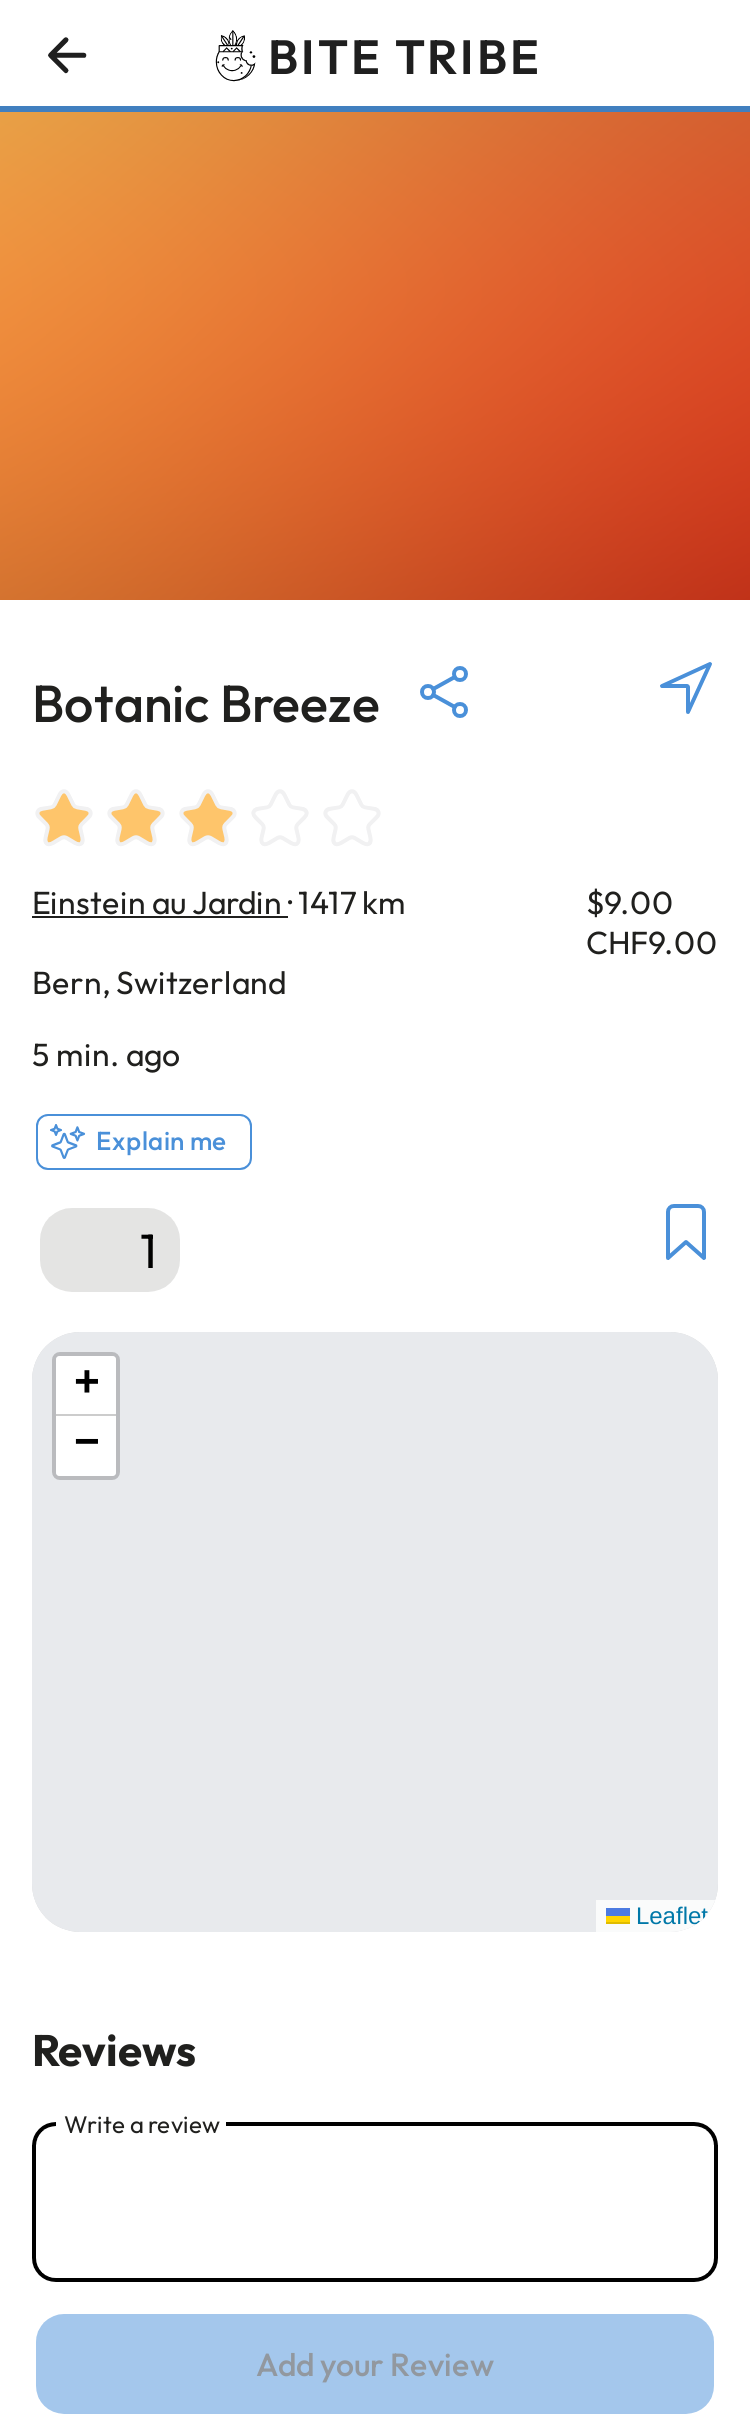 BITE TRIBE
Botanic Breeze
Einstein au Jardin · 1417 km
$9.00
CHF9.00
Bern, Switzerland
5 min. ago
Explain me
1
+
−
Leaflet
Reviews
Write a review
Add your Review